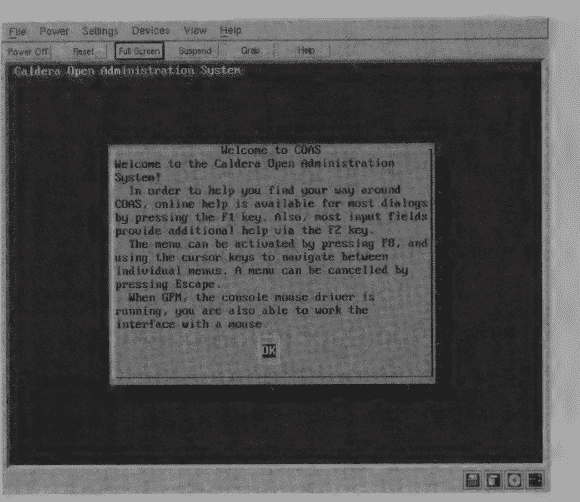 File Power Settings Devices View Help
Power Off Reset Full Screen Suspend Grab Help
Caldera Open Administration System
Welcome to COAS
Welcome to the Caldera Open Administration
System!
In order to help you find your way around
COAS, online help is available for most dialogs
by pressing the F1 key. Also, most input fields
provide additional help via the F2 key.
The menu can be activated by pressing F8, and
using the cursor keys to navigate between
individual menus. A menu can be cancelled by
pressing Escape.
When GPM, the console mouse driver is
running, you are also able to work the
interface with a mouse.
OK